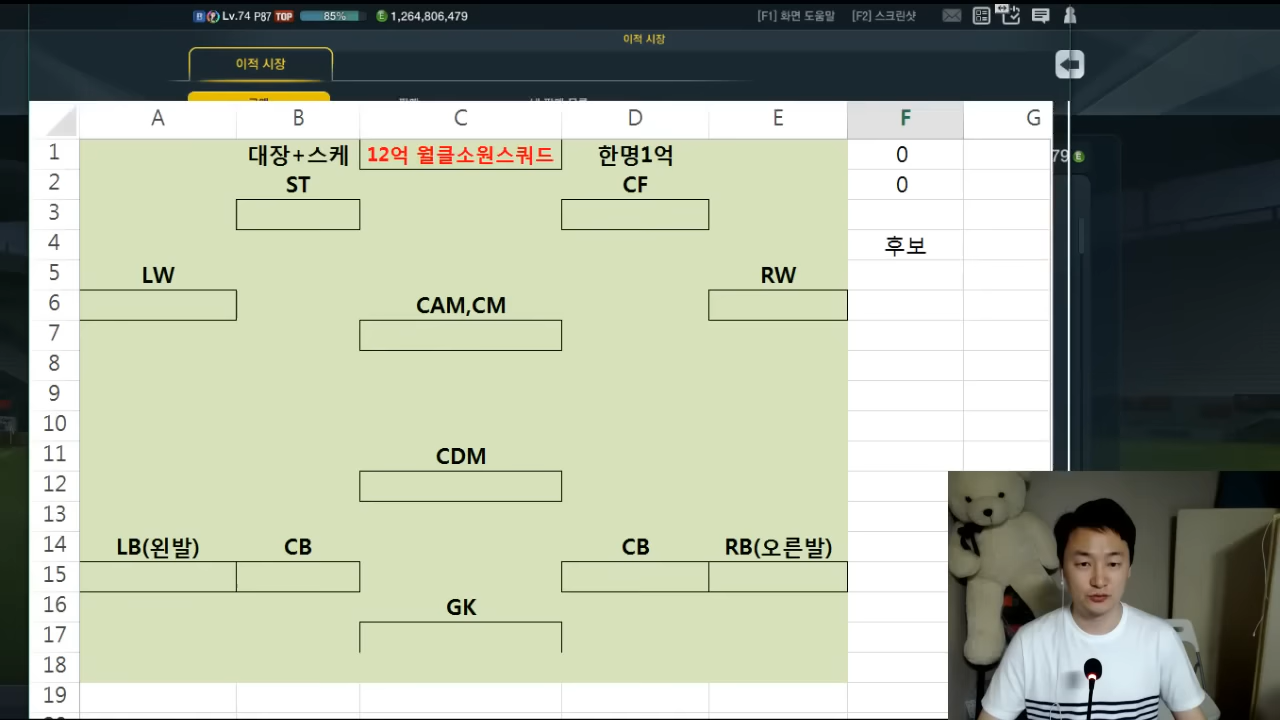 Lv.74 P87 TOP 85% E 1,264,806,479 [F1] 화면 도움말 [F2] 스크린샷
이적 시장
이적 시장
A B C D E F G
1 대장+스케 12억 월클소원스쿼드 한명1억 0 79 E
2 ST CF 0
3
4 후보
5 LW RW
6 CAM,CM
7
8
9
10
11 CDM
12
13
14 LB(왼발) CB CB RB(오른발)
15
16 GK
17
18
19